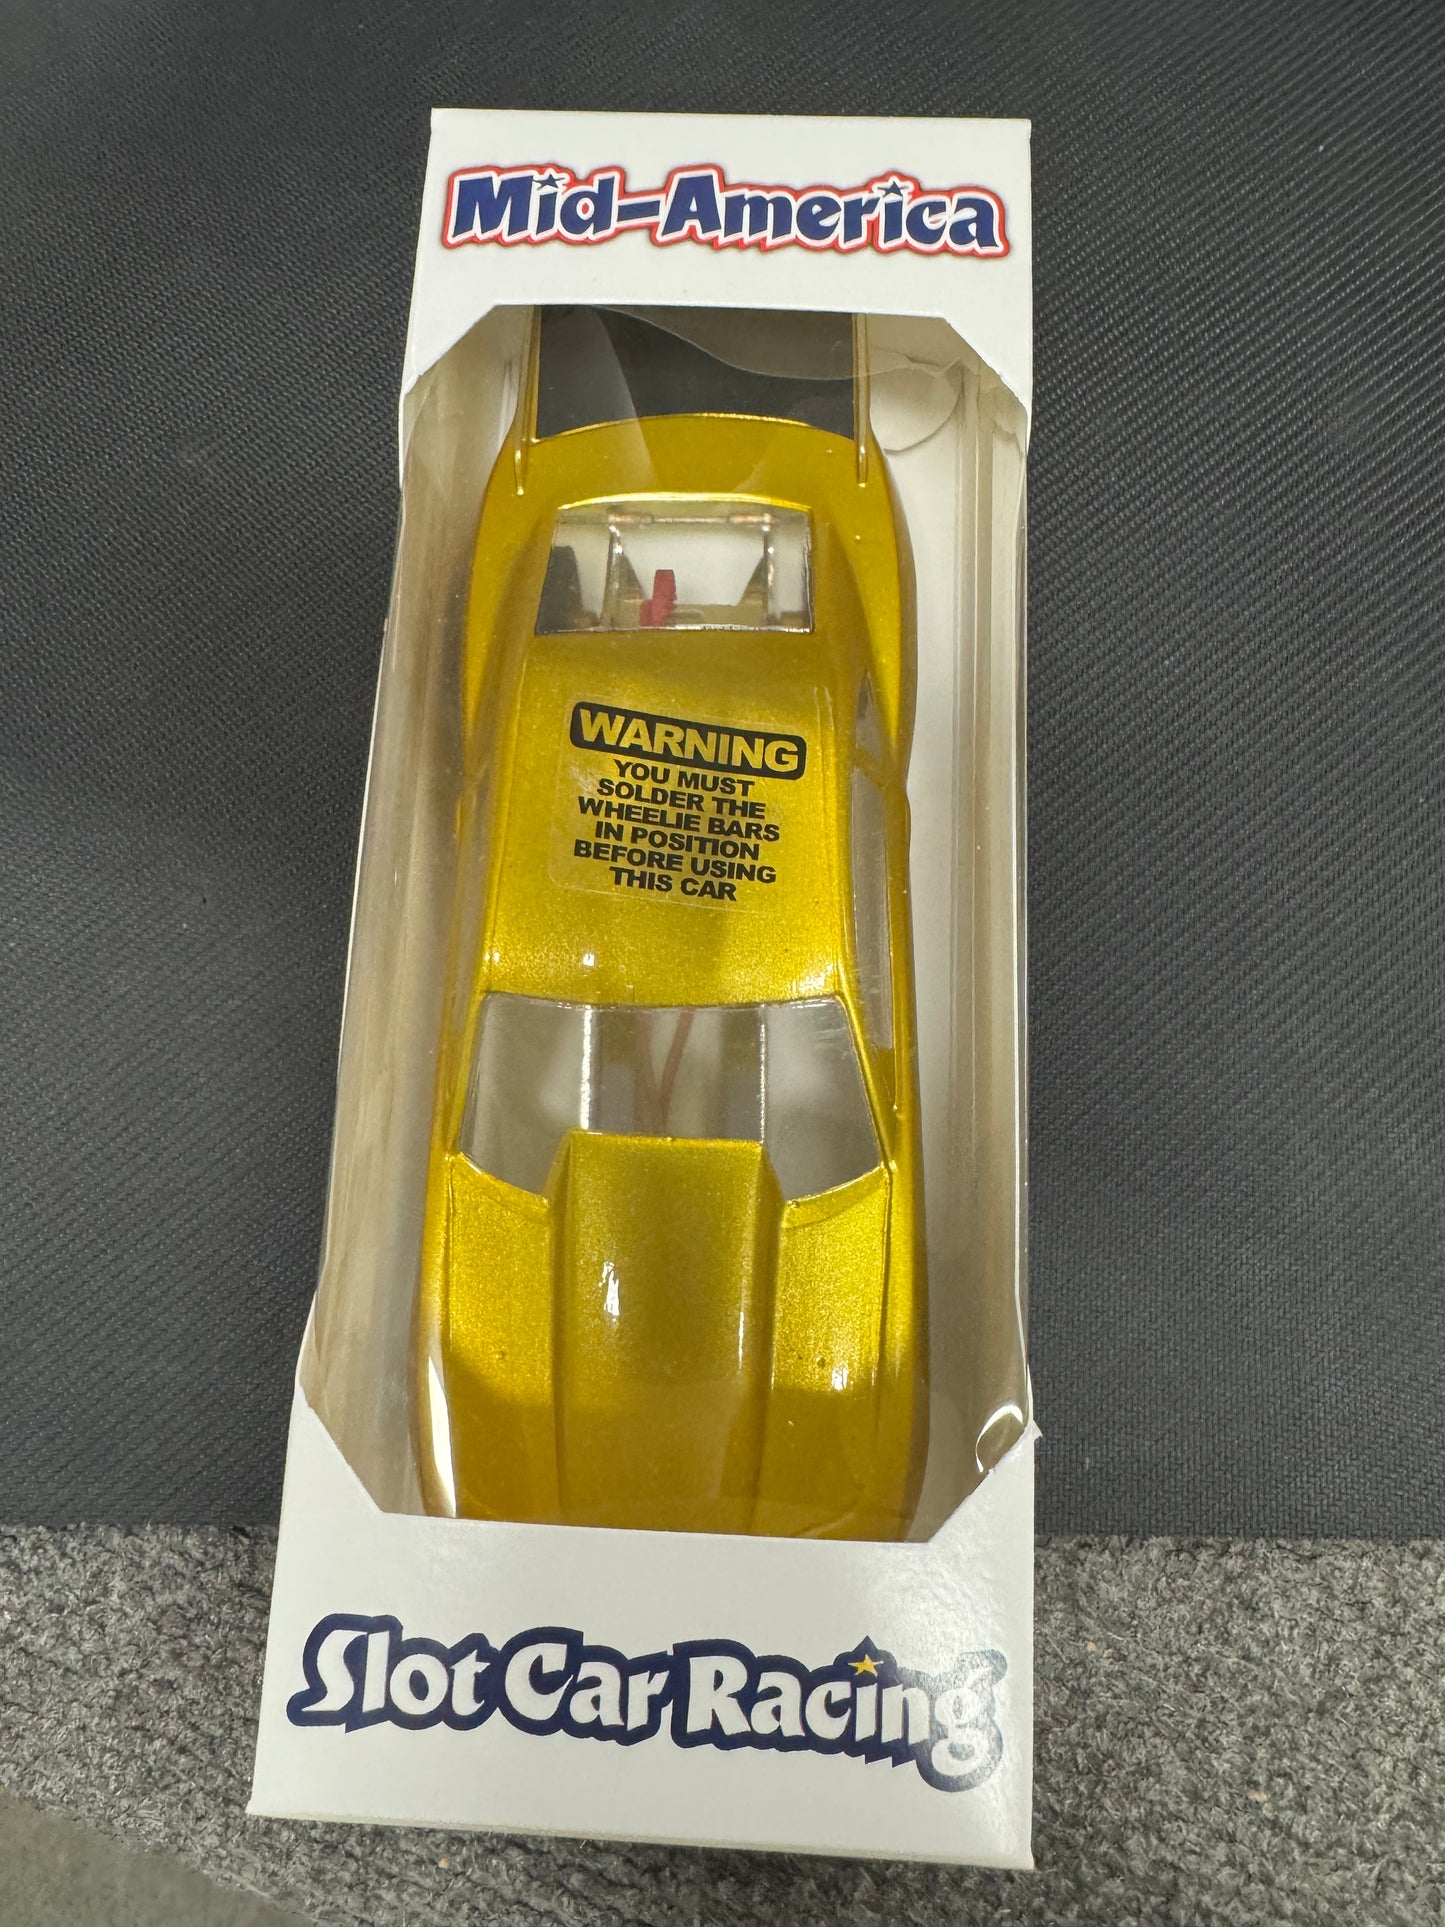 Mid-America
WARNING
YOU MUST
SOLDER THE
WHEELIE BARS
IN POSITION
BEFORE USING
THIS CAR
Slot Car Racing